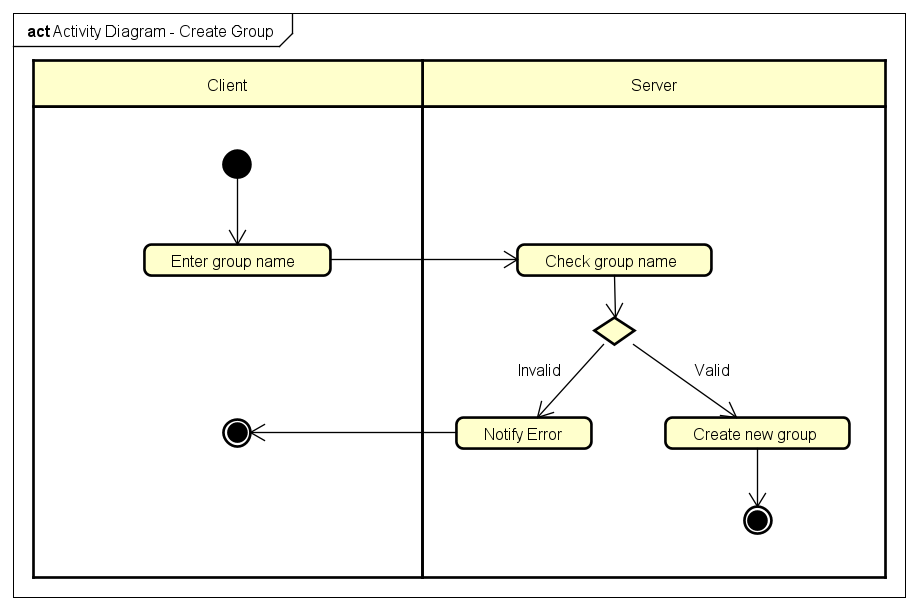 act Activity Diagram - Create Group
Client
Server
Enter group name
Check group name
Invalid
Valid
Notify Error
Create new group